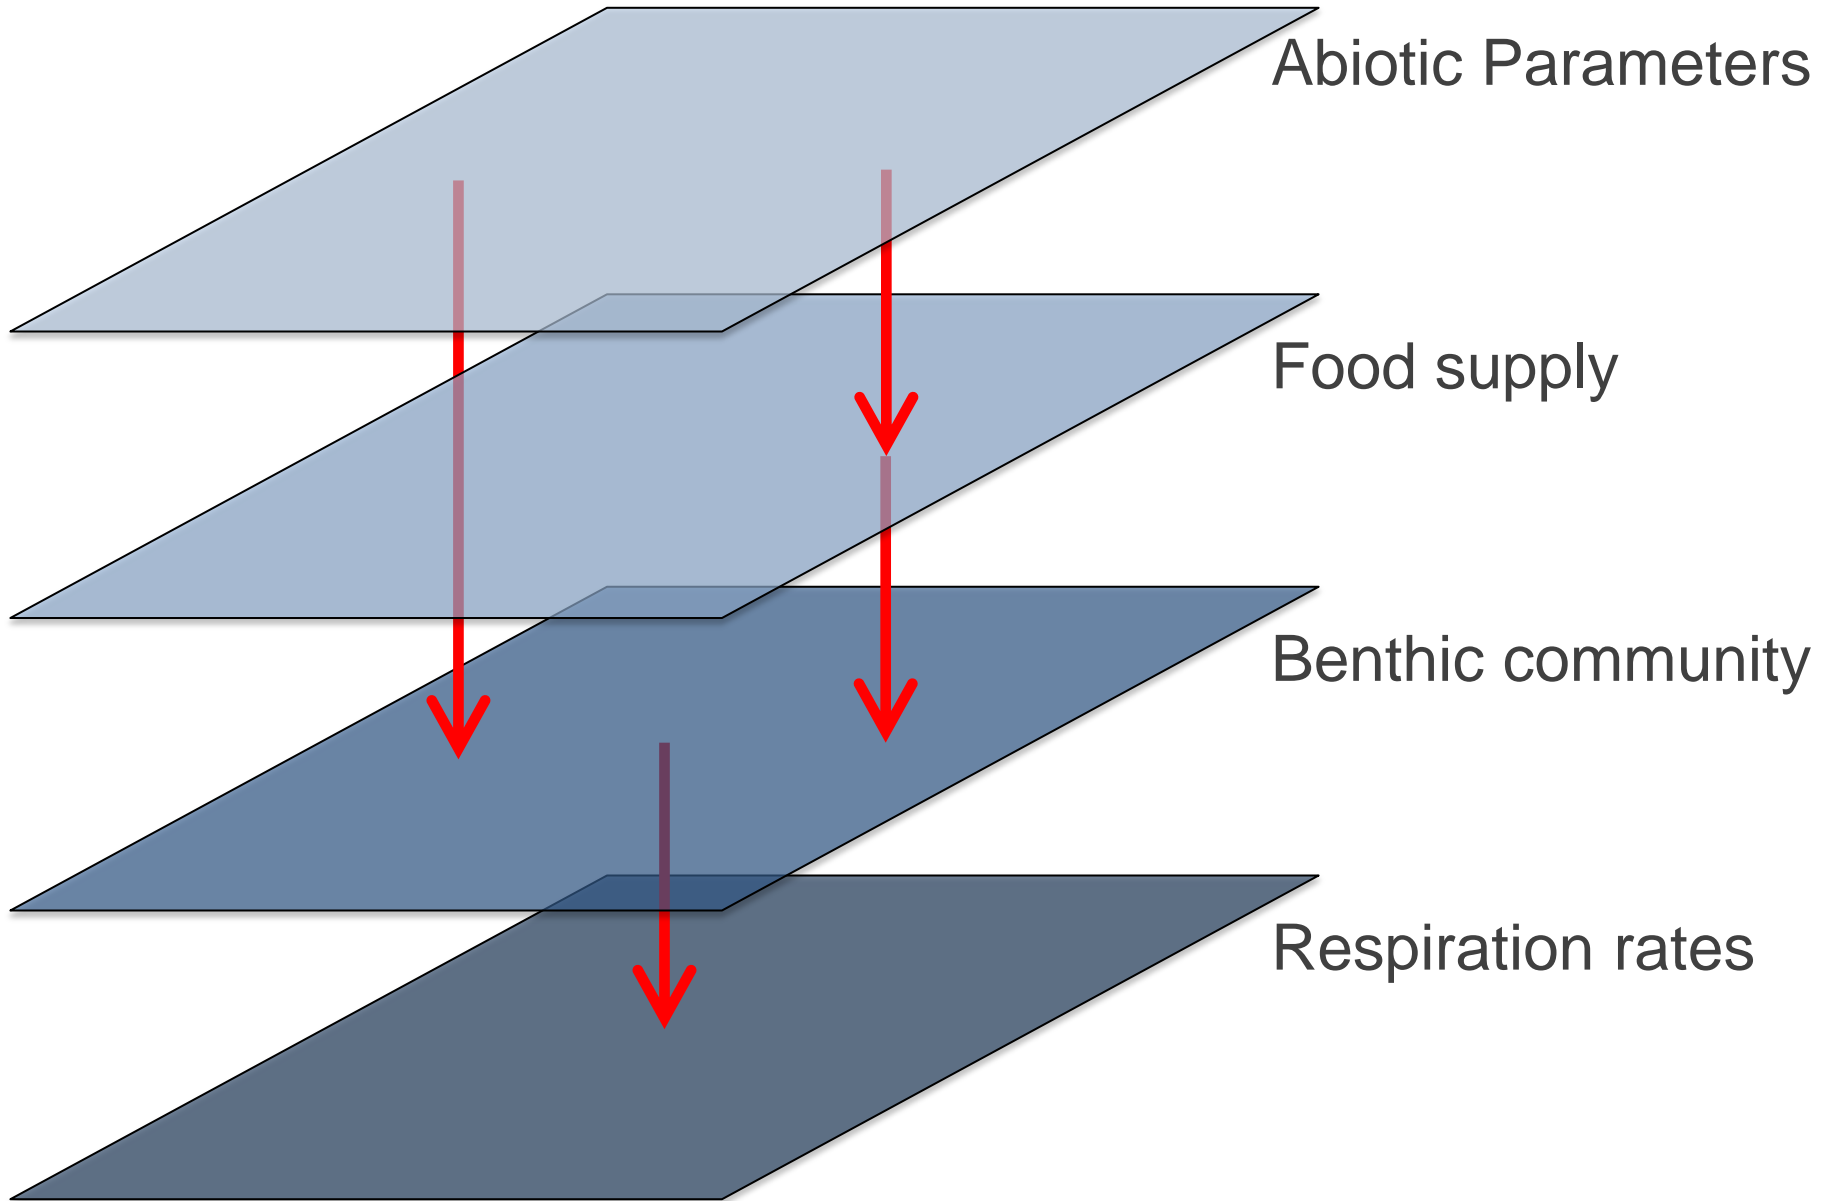 Abiotic Parameters
Food supply
Benthic community
Respiration rates